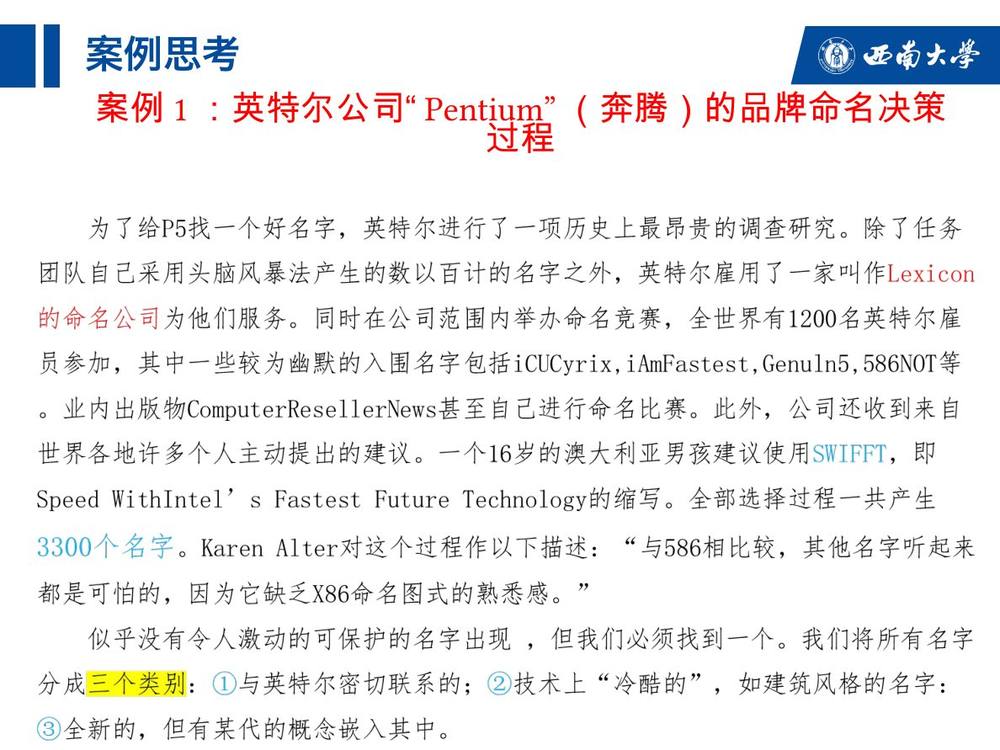 案例思考
西南大学
案例 1 ：英特尔公司“ Pentium” （ 奔腾 ）的品牌命名决策
过程
为了给P5找一个好名字，英特尔进行了一项历史上最昂贵的调查研究。除了任务
团队自己采用头脑风暴法产生的数以百计的名字之外，英特尔雇用了一家叫作Lexicon
的命名公司为他们服务。同时在公司范围内举办命名竞赛，全世界有1200名英特尔雇
员参加，其中一些较为幽默的入围名字包括iCUCyrix,iAmFastest,Genuln5,586NOT等
。业内出版物ComputerResellerNews甚至自己进行命名比赛。此外，公司还收到来自
世界各地许多个人主动提出的建议。一个16岁的澳大利亚男孩建议使用SWIFFT，即
Speed WithIntel’s Fastest Future Technology的缩写。全部选择过程一共产生
3300个名字。Karen Alter对这个过程作以下描述：“与586相比较，其他名字听起来
都是可怕的，因为它缺乏X86命名图式的熟悉感。”
似乎没有令人激动的可保护的名字出现 ，但我们必须找到一个。我们将所有名字
分成三个类别：①与英特尔密切联系的；②技术上“冷酷的”，如建筑风格的名字：
③全新的，但有某代的概念嵌入其中。